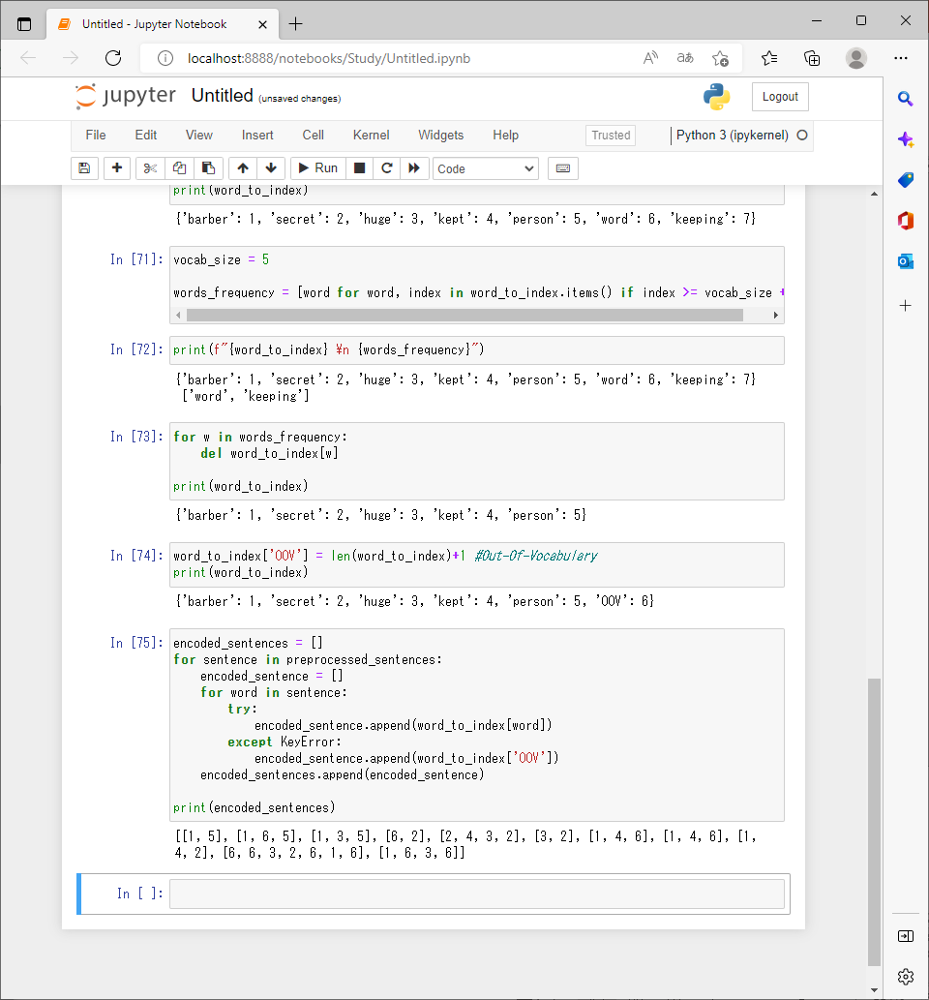 Untitled - Jupyter Notebook
localhost:8888/notebooks/Study/Untitled.ipynb
jupyter Untitled (unsaved changes)
Logout
File Edit View Insert Cell Kernel Widgets Help Trusted Python 3 (ipykernel)
Run Code
print(word_to_index)
{'barber': 1, 'secret': 2, 'huge': 3, 'kept': 4, 'person': 5, 'word': 6, 'keeping': 7}
In [71]: vocab_size = 5
words_frequency = [word for word, index in word_to_index.items() if index >= vocab_size +
In [72]: print(f"{word_to_index} ¥n {words_frequency}")
{'barber': 1, 'secret': 2, 'huge': 3, 'kept': 4, 'person': 5, 'word': 6, 'keeping': 7}
['word', 'keeping']
In [73]: for w in words_frequency:
del word_to_index[w]
print(word_to_index)
{'barber': 1, 'secret': 2, 'huge': 3, 'kept': 4, 'person': 5}
In [74]: word_to_index['OOV'] = len(word_to_index)+1 #Out-Of-Vocabulary
print(word_to_index)
{'barber': 1, 'secret': 2, 'huge': 3, 'kept': 4, 'person': 5, 'OOV': 6}
In [75]: encoded_sentences = []
for sentence in preprocessed_sentences:
encoded_sentence = []
for word in sentence:
try:
encoded_sentence.append(word_to_index[word])
except KeyError:
encoded_sentence.append(word_to_index['OOV'])
encoded_sentences.append(encoded_sentence)
print(encoded_sentences)
[[1, 5], [1, 6, 5], [1, 3, 5], [6, 2], [2, 4, 3, 2], [3, 2], [1, 4, 6], [1, 4, 6], [1,
4, 2], [6, 6, 3, 2, 6, 1, 6], [1, 6, 3, 6]]
In [ ]: